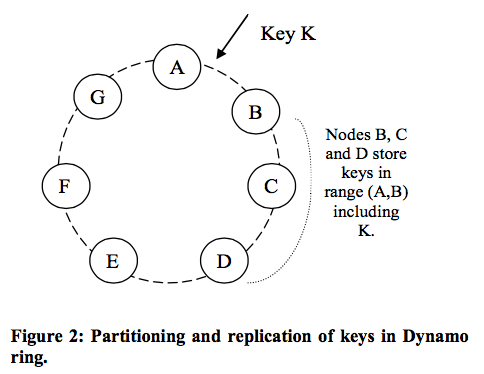 Key K
A
G
B
Nodes B, C
and D store
keys in
range (A,B)
including
K.
F
C
E
D
Figure 2: Partitioning and replication of keys in Dynamo
ring.